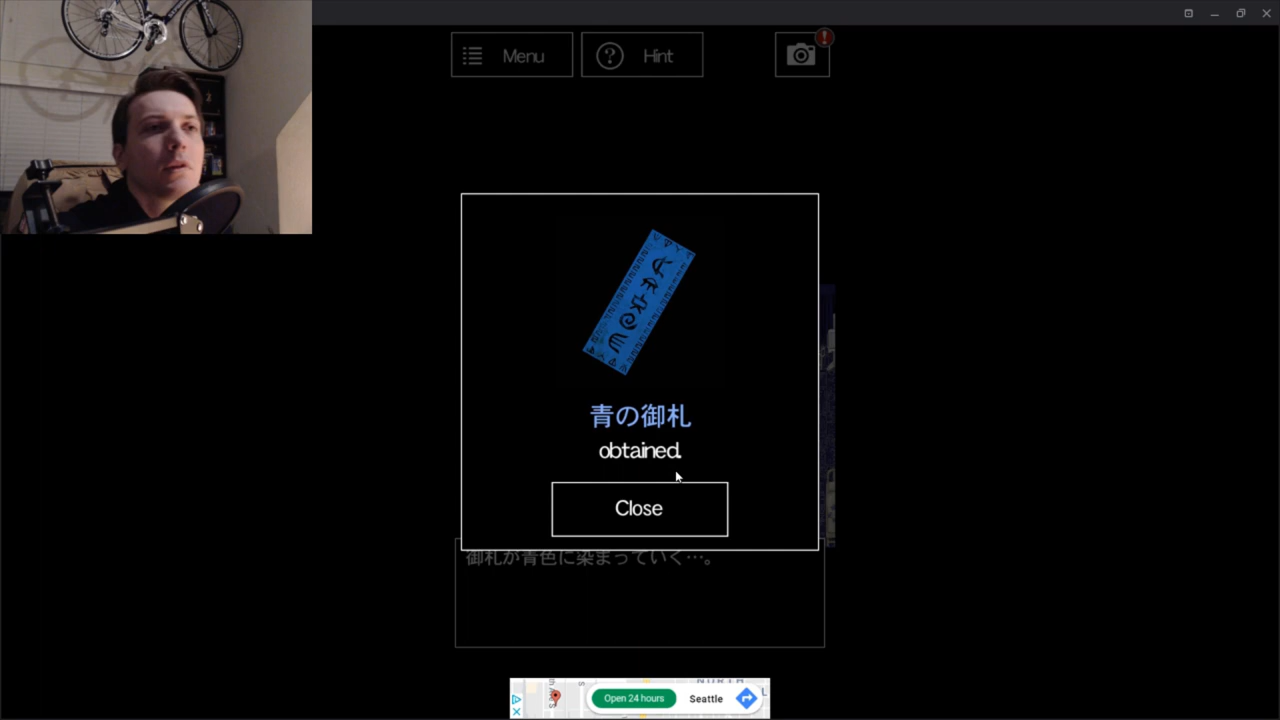 Menu
Hint
青の御札
obtained.
Close
御札が青色に染まっていく…。
Open 24 hours
Seattle